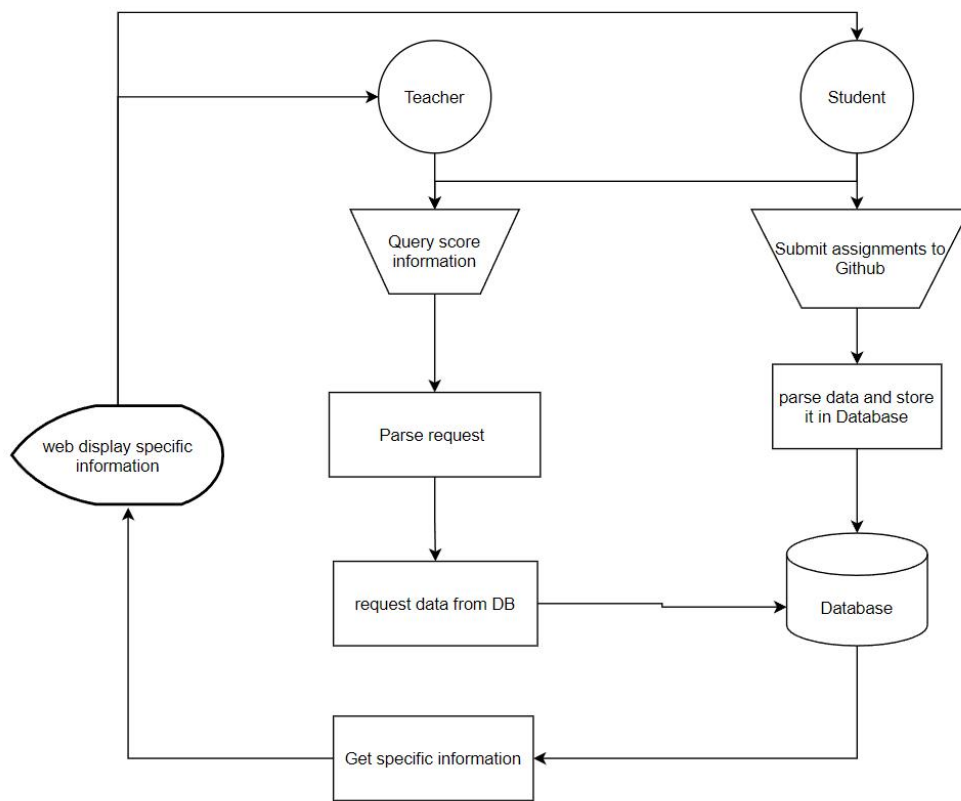 Teacher
Student
Query score
information
Submit assignments to
Github
parse data and store
it in Database
Parse request
web display specific
information
request data from DB
Database
Get specific information